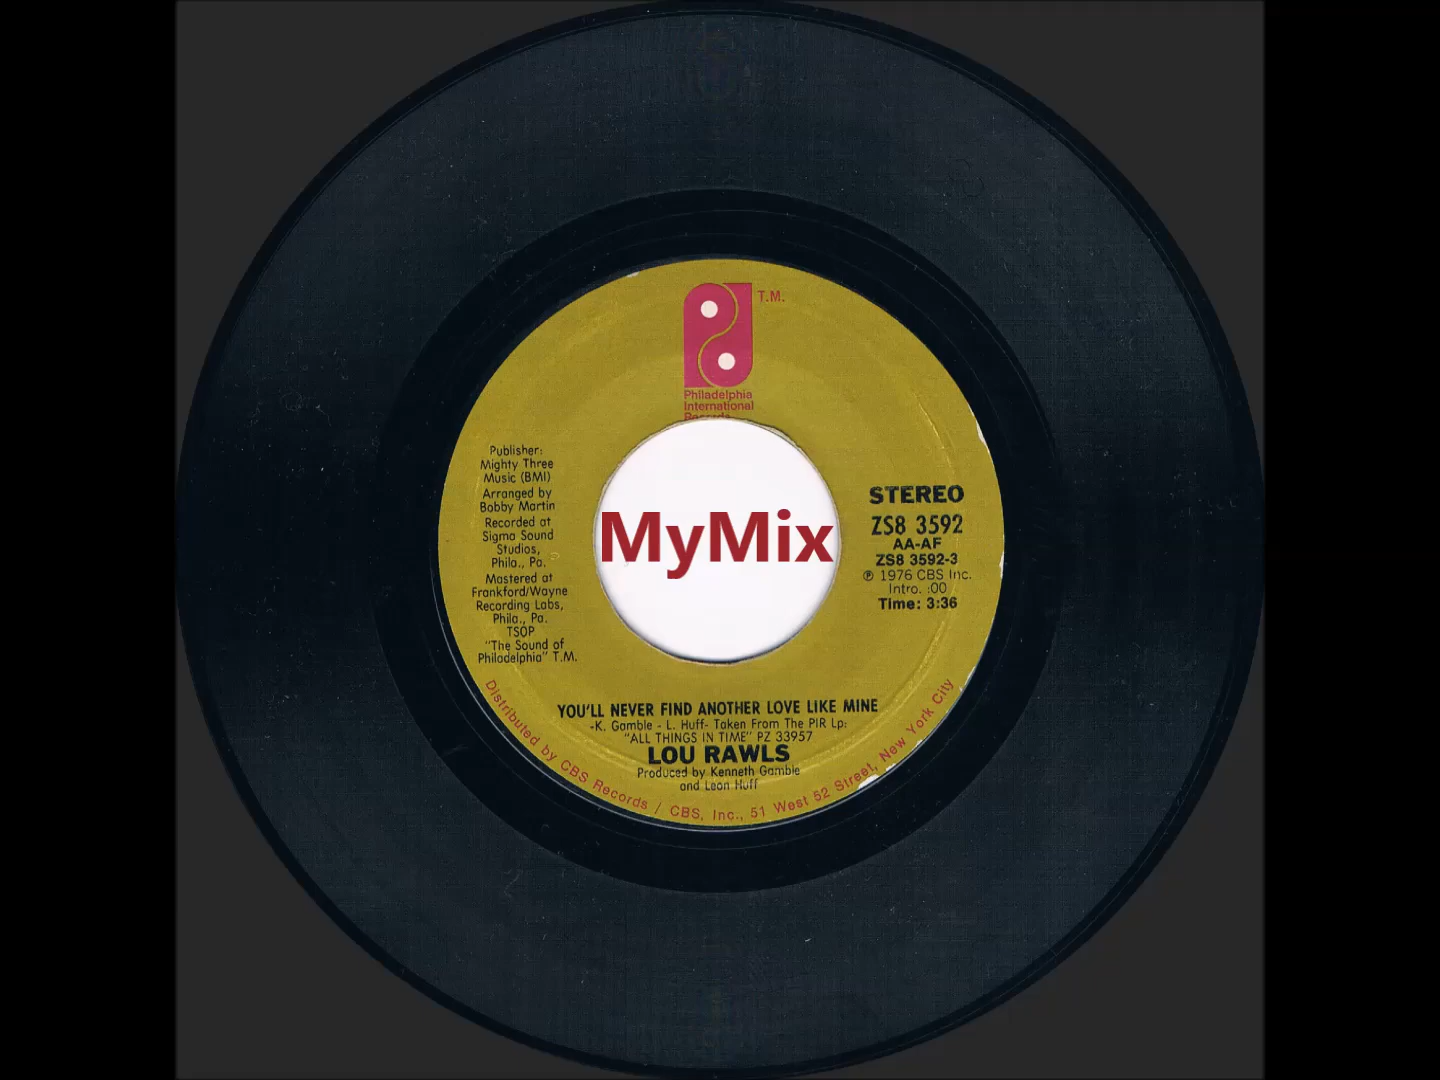 T.M.
Philadelphia
International
Records
Publisher:
Mighty Three
Music (BMI)
Arranged by
Bobby Martin
Recorded at
Sigma Sound
Studios,
Phila., Pa.
Mastered at
Frankford/Wayne
Recording Labs,
Phila., Pa.
TSOP
"The Sound of
Philadelphia" T.M.
MyMix
STEREO
ZS8 3592
AA-AF
ZS8 3592-3
℗ 1976 CBS Inc.
Intro. :00
Time: 3:36
YOU'LL NEVER FIND ANOTHER LOVE LIKE MINE
-K. Gamble - L. Huff- Taken From The PIR Lp:
"ALL THINGS IN TIME" PZ 33957
LOU RAWLS
Produced by Kenneth Gamble
and Leon Huff
Distributed by CBS Records / CBS, Inc., 51 West 52 Street, New York City